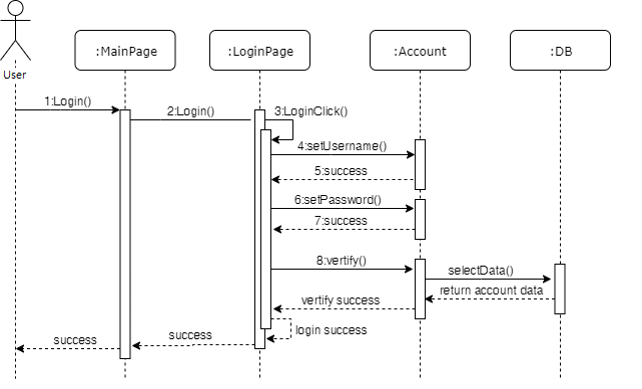 :MainPage
:LoginPage
:Account
:DB
User
1:Login()
2:Login()
3:LoginClick()
4:setUsername()
5:success
6:setPassword()
7:success
8:vertify()
selectData()
return account data
vertify success
login success
success
success